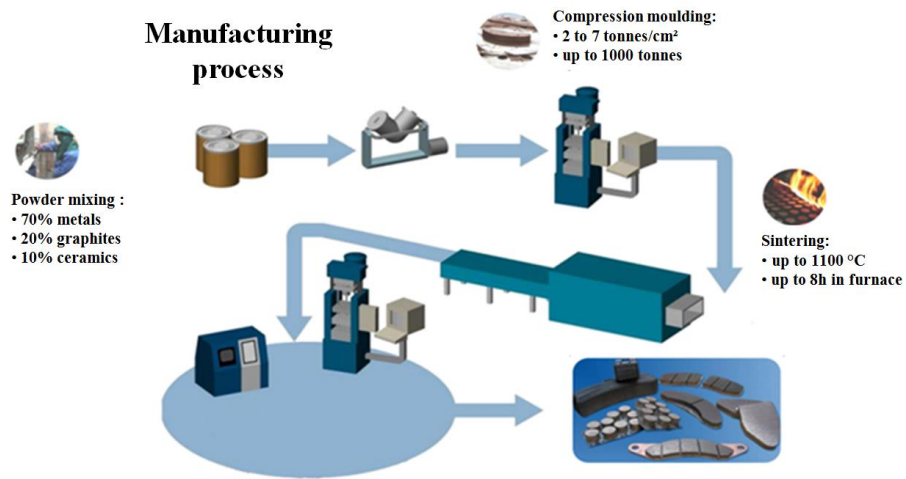 Manufacturing
process
Compression moulding:
• 2 to 7 tonnes/cm²
• up to 1000 tonnes
Powder mixing :
• 70% metals
• 20% graphites
• 10% ceramics
Sintering:
• up to 1100 °C
• up to 8h in furnace